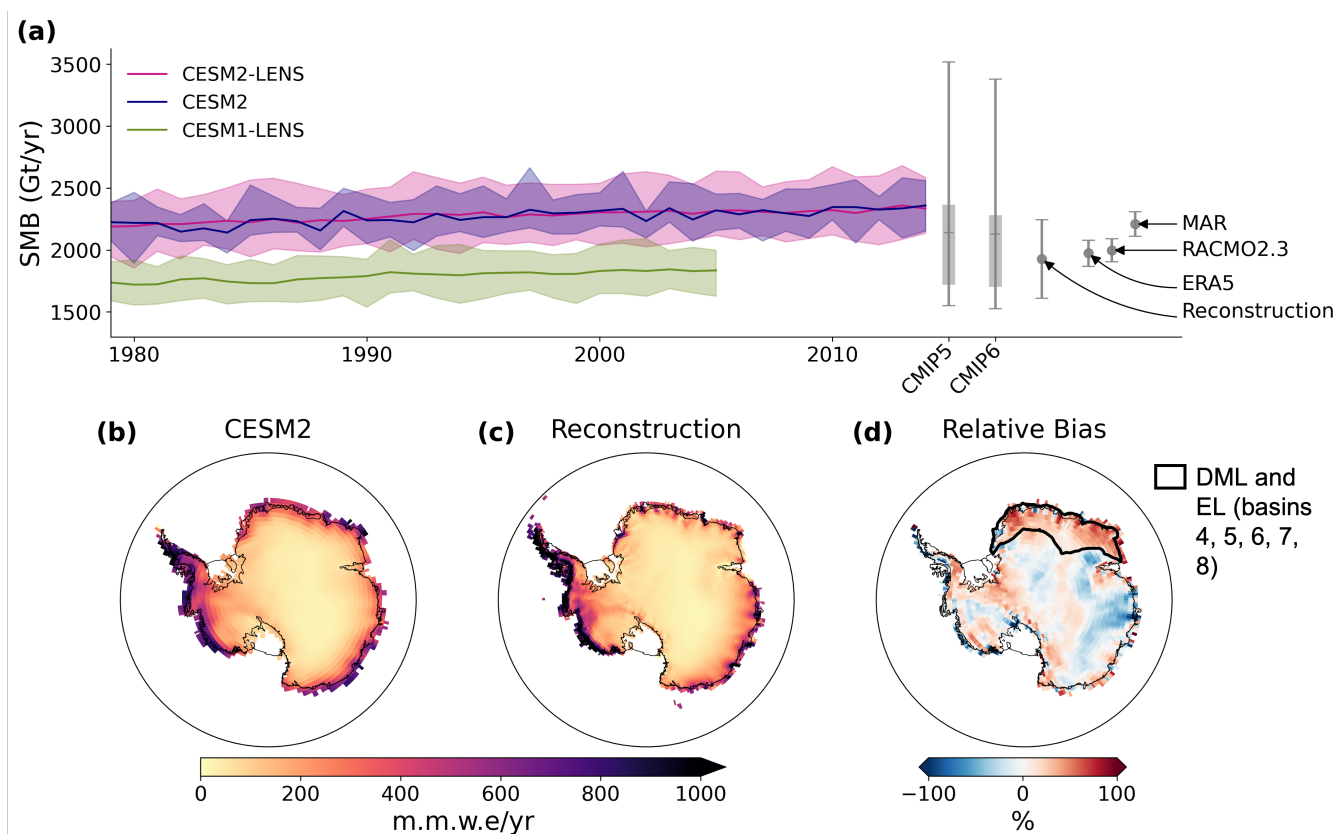 (a)
SMB (Gt/yr)
3500
3000
2500
2000
1500
CESM2-LENS
CESM2
CESM1-LENS
1980
1990
2000
2010
CMIP5
CMIP6
MAR
RACMO2.3
ERA5
Reconstruction
(b)
CESM2
(c)
Reconstruction
(d)
Relative Bias
DML and
EL (basins
4, 5, 6, 7,
8)
0
200
400
600
800
1000
m.m.w.e/yr
−100
0
100
%